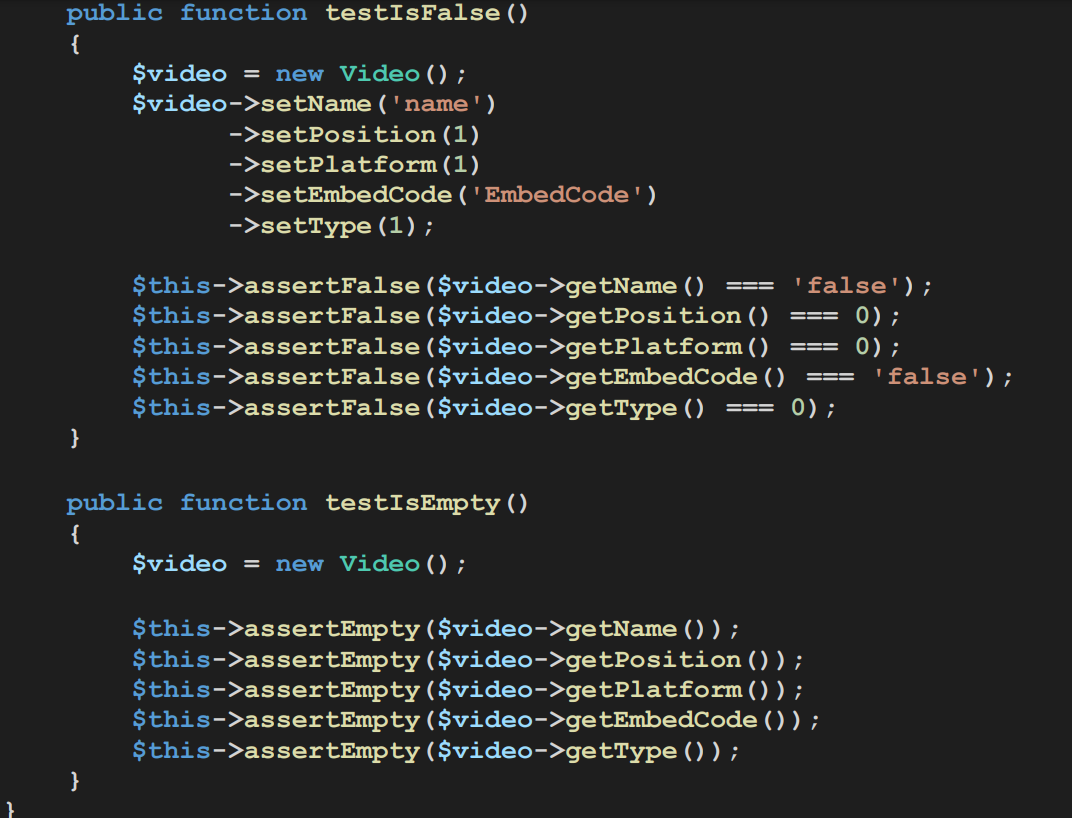 public function testIsFalse()
{
$video = new Video();
$video->setName('name')
->setPosition(1)
->setPlatform(1)
->setEmbedCode('EmbedCode')
->setType(1);
$this->assertFalse($video->getName() === 'false');
$this->assertFalse($video->getPosition() === 0);
$this->assertFalse($video->getPlatform() === 0);
$this->assertFalse($video->getEmbedCode() === 'false');
$this->assertFalse($video->getType() === 0);
}
public function testIsEmpty()
{
$video = new Video();
$this->assertEmpty($video->getName());
$this->assertEmpty($video->getPosition());
$this->assertEmpty($video->getPlatform());
$this->assertEmpty($video->getEmbedCode());
$this->assertEmpty($video->getType());
}
}